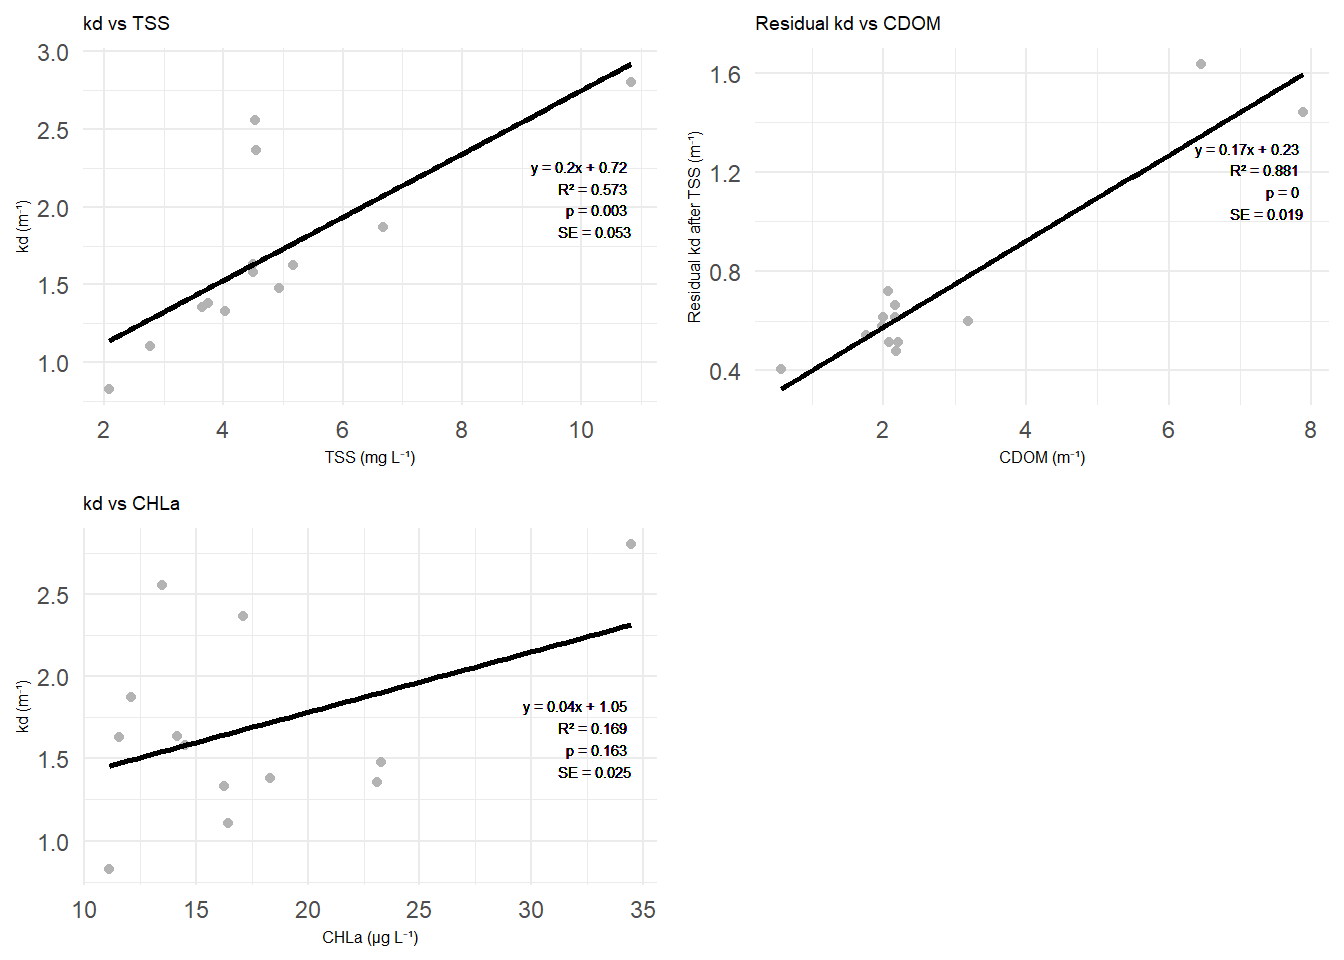 kd vs TSS
kd (m⁻¹)
3.0
2.5
2.0
1.5
1.0
y = 0.2x + 0.72
R² = 0.573
p = 0.003
SE = 0.053
2 4 6 8 10
TSS (mg L⁻¹)
Residual kd vs CDOM
Residual kd after TSS (m⁻¹)
1.6
1.2
0.8
0.4
y = 0.17x + 0.23
R² = 0.881
p = 0
SE = 0.019
2 4 6 8
CDOM (m⁻¹)
kd vs CHLa
kd (m⁻¹)
2.5
2.0
1.5
1.0
y = 0.04x + 1.05
R² = 0.169
p = 0.163
SE = 0.025
10 15 20 25 30 35
CHLa (µg L⁻¹)